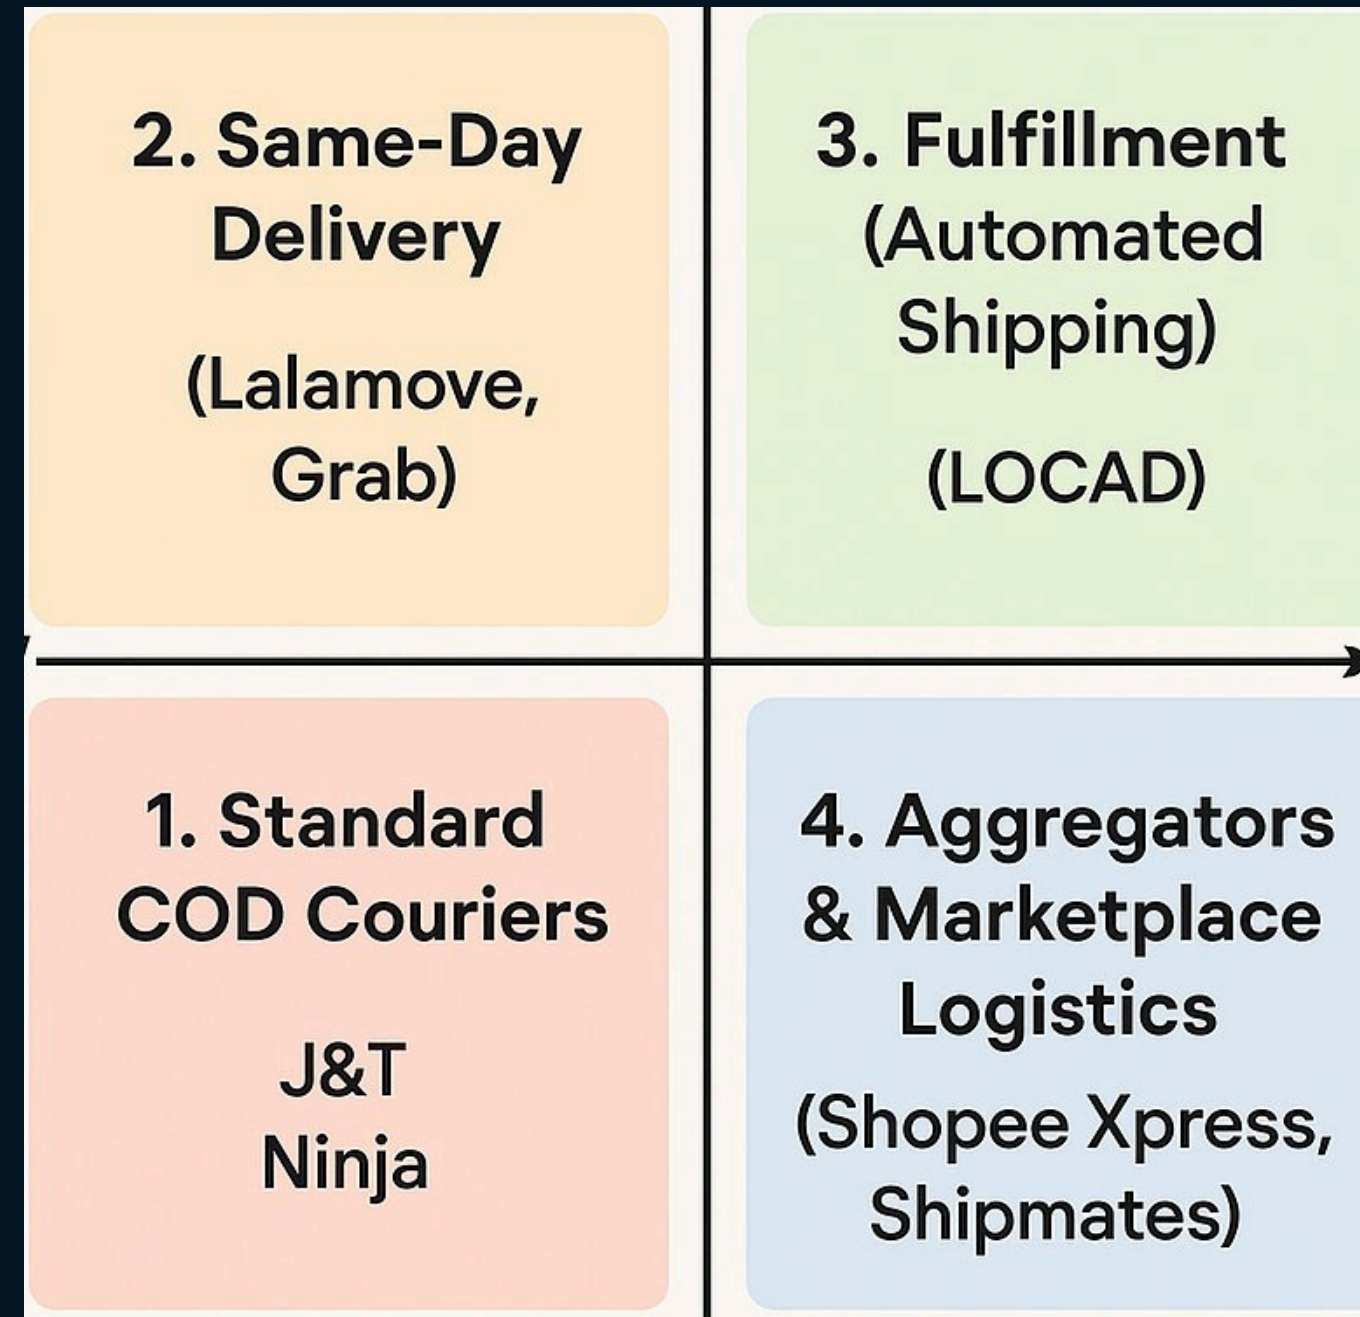 2. Same-Day
Delivery
(Lalamove,
Grab)
3. Fulfillment
(Automated
Shipping)
(LOCAD)
1. Standard
COD Couriers
J&T
Ninja
4. Aggregators
& Marketplace
Logistics
(Shopee Xpress,
Shipmates)